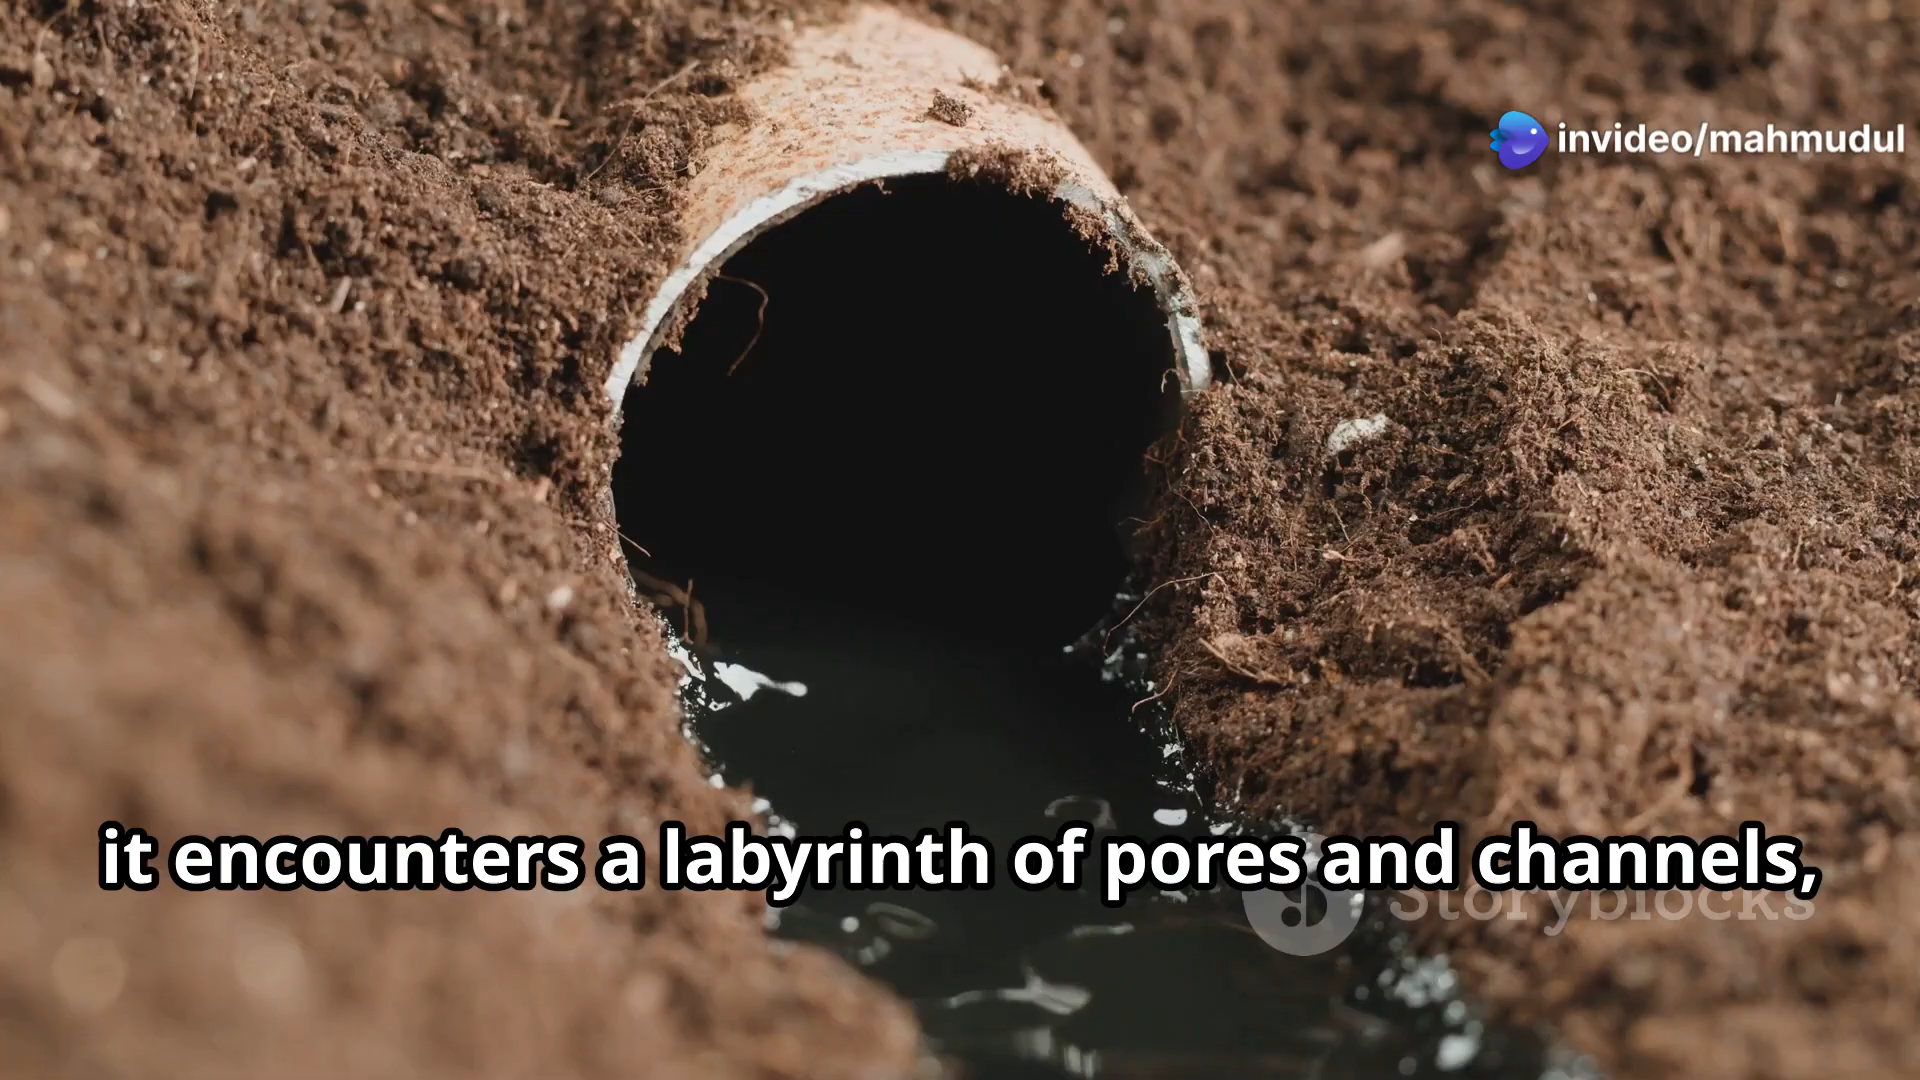 invideo/mahmudul
it encounters a labyrinth of pores and channels,
Storyblocks